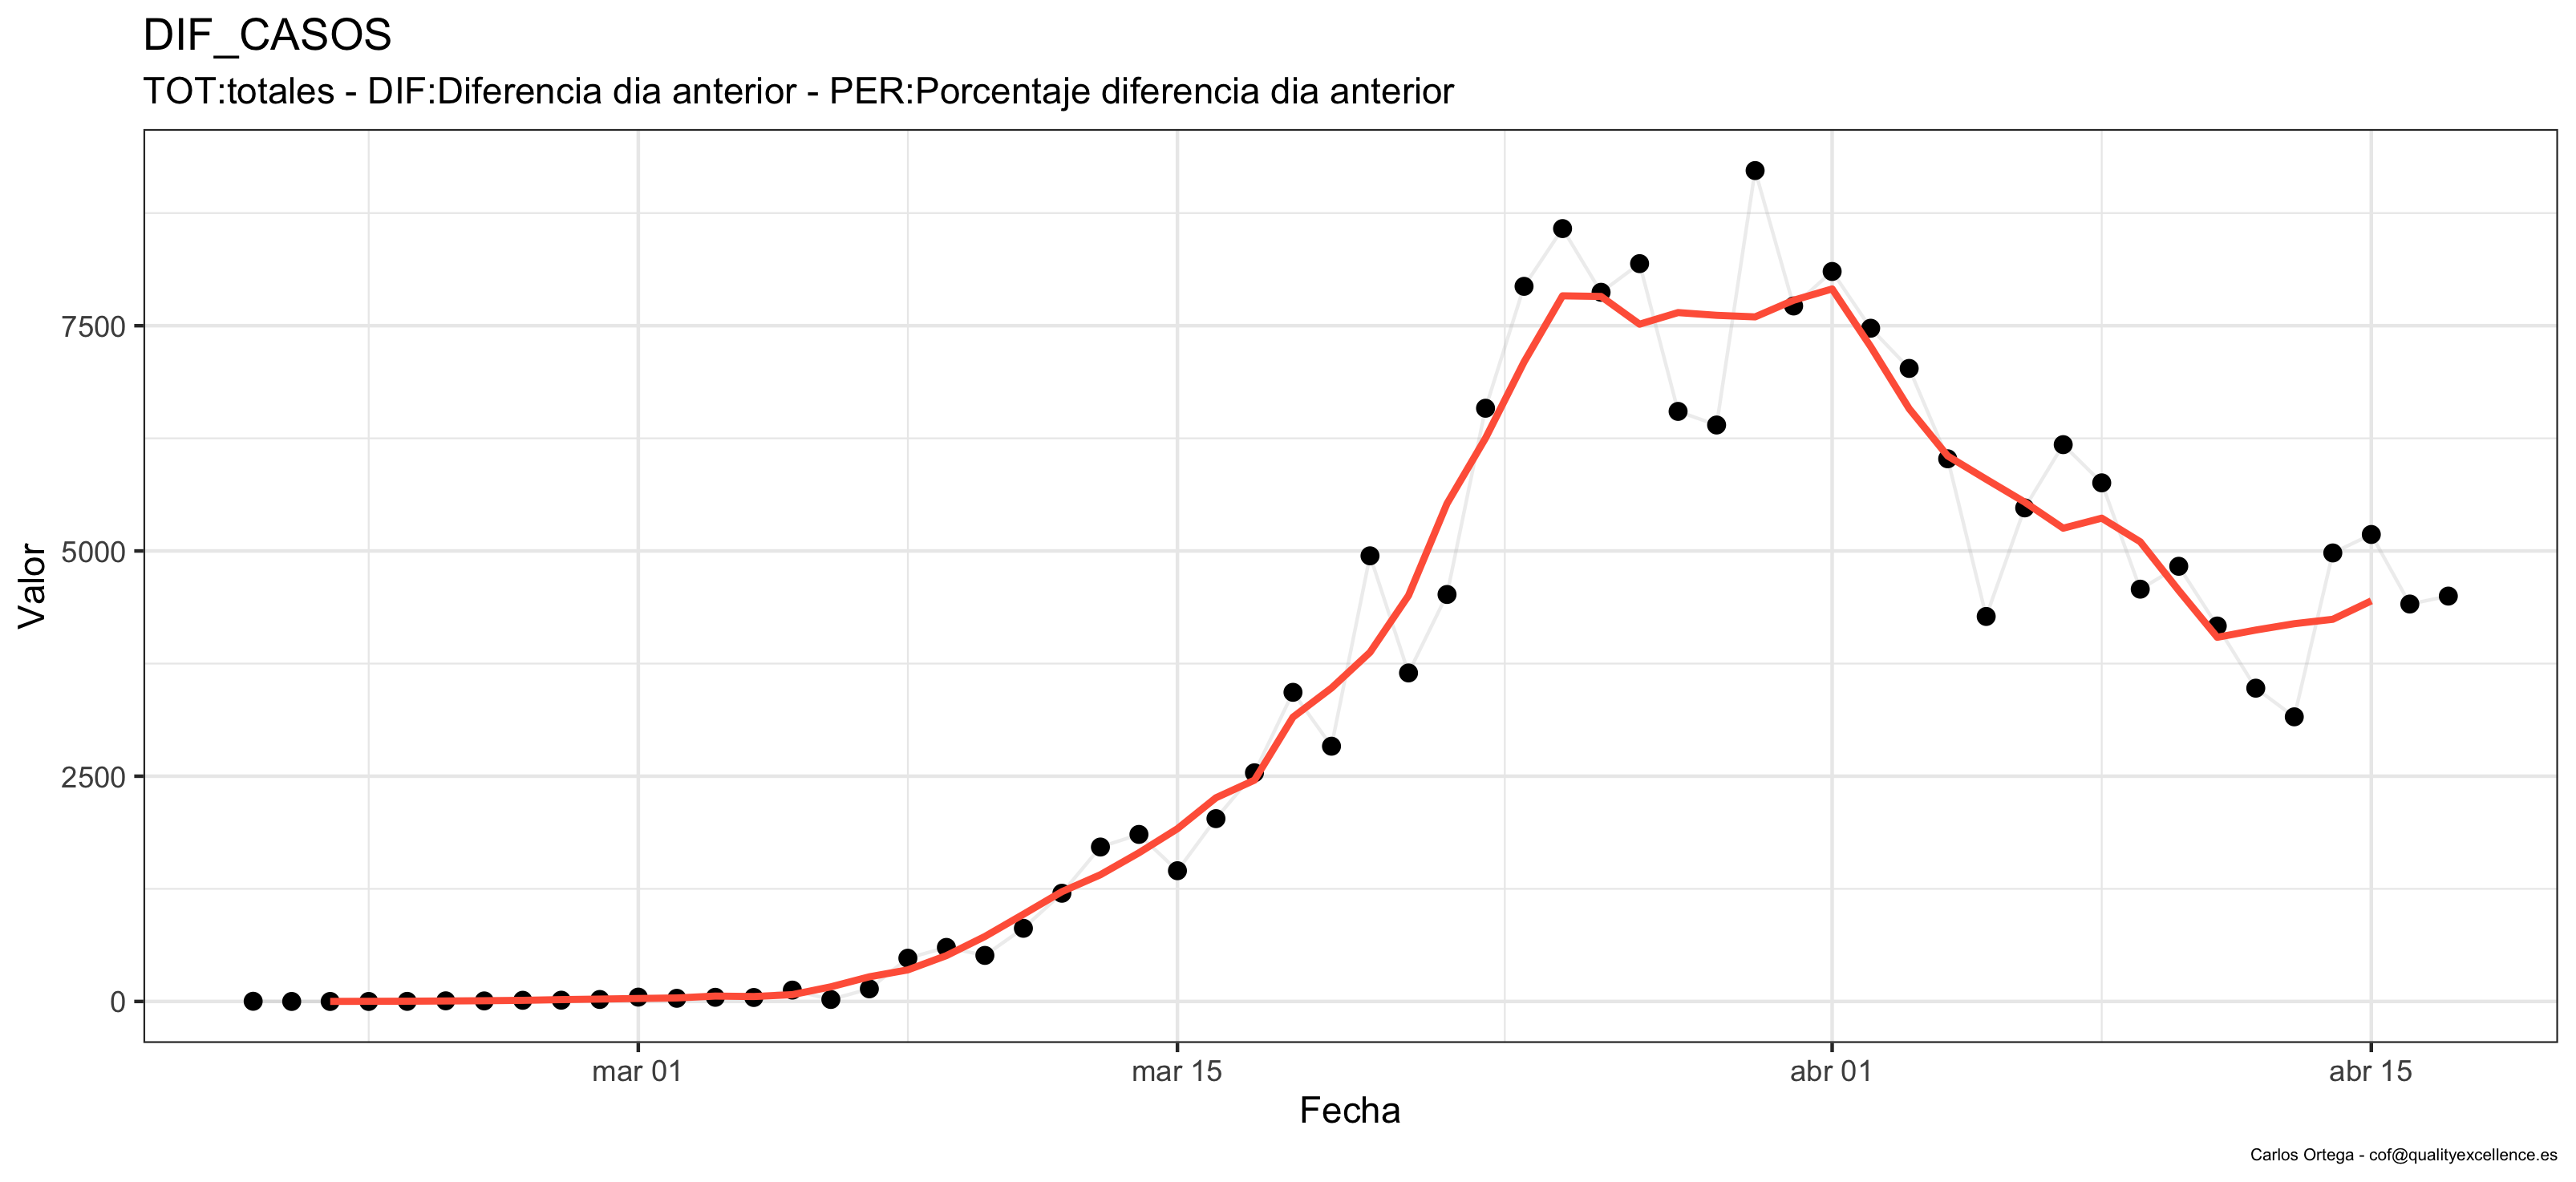 DIF_CASOS
TOT:totales - DIF:Diferencia dia anterior - PER:Porcentaje diferencia dia anterior
Valor
7500
5000
2500
0
mar 01
mar 15
abr 01
abr 15
Fecha
Carlos Ortega - cof@qualityexcellence.es